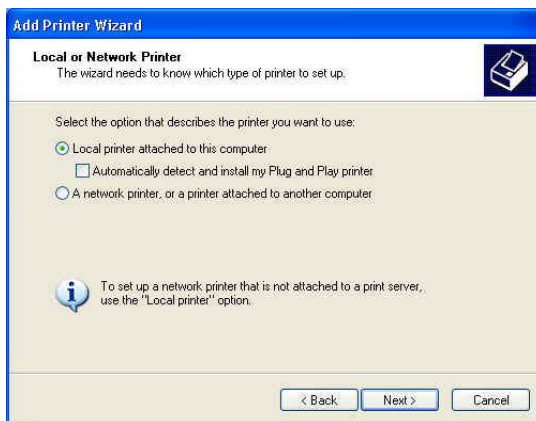 Add Printer Wizard
Local or Network Printer
The wizard needs to know which type of printer to set up.
Select the option that describes the printer you want to use:
Local printer attached to this computer
Automatically detect and install my Plug and Play printer
A network printer, or a printer attached to another computer
To set up a network printer that is not attached to a print server,
use the "Local printer" option.
< Back
Next >
Cancel